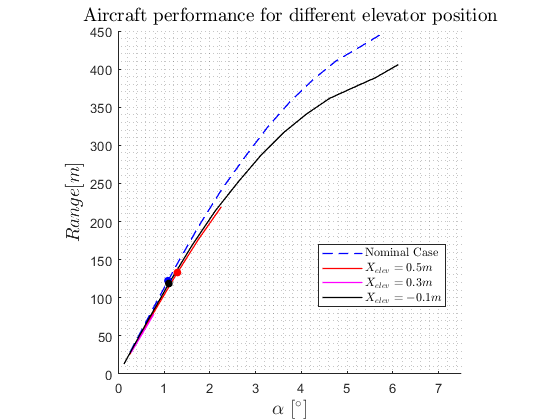 Aircraft performance for different elevator position
450
400
350
300
250
200
150
100
50
0
Range[m]
Nominal Case
X_elev = 0.5m
X_elev = 0.3m
X_elev = −0.1m
0 1 2 3 4 5 6 7
α [°]